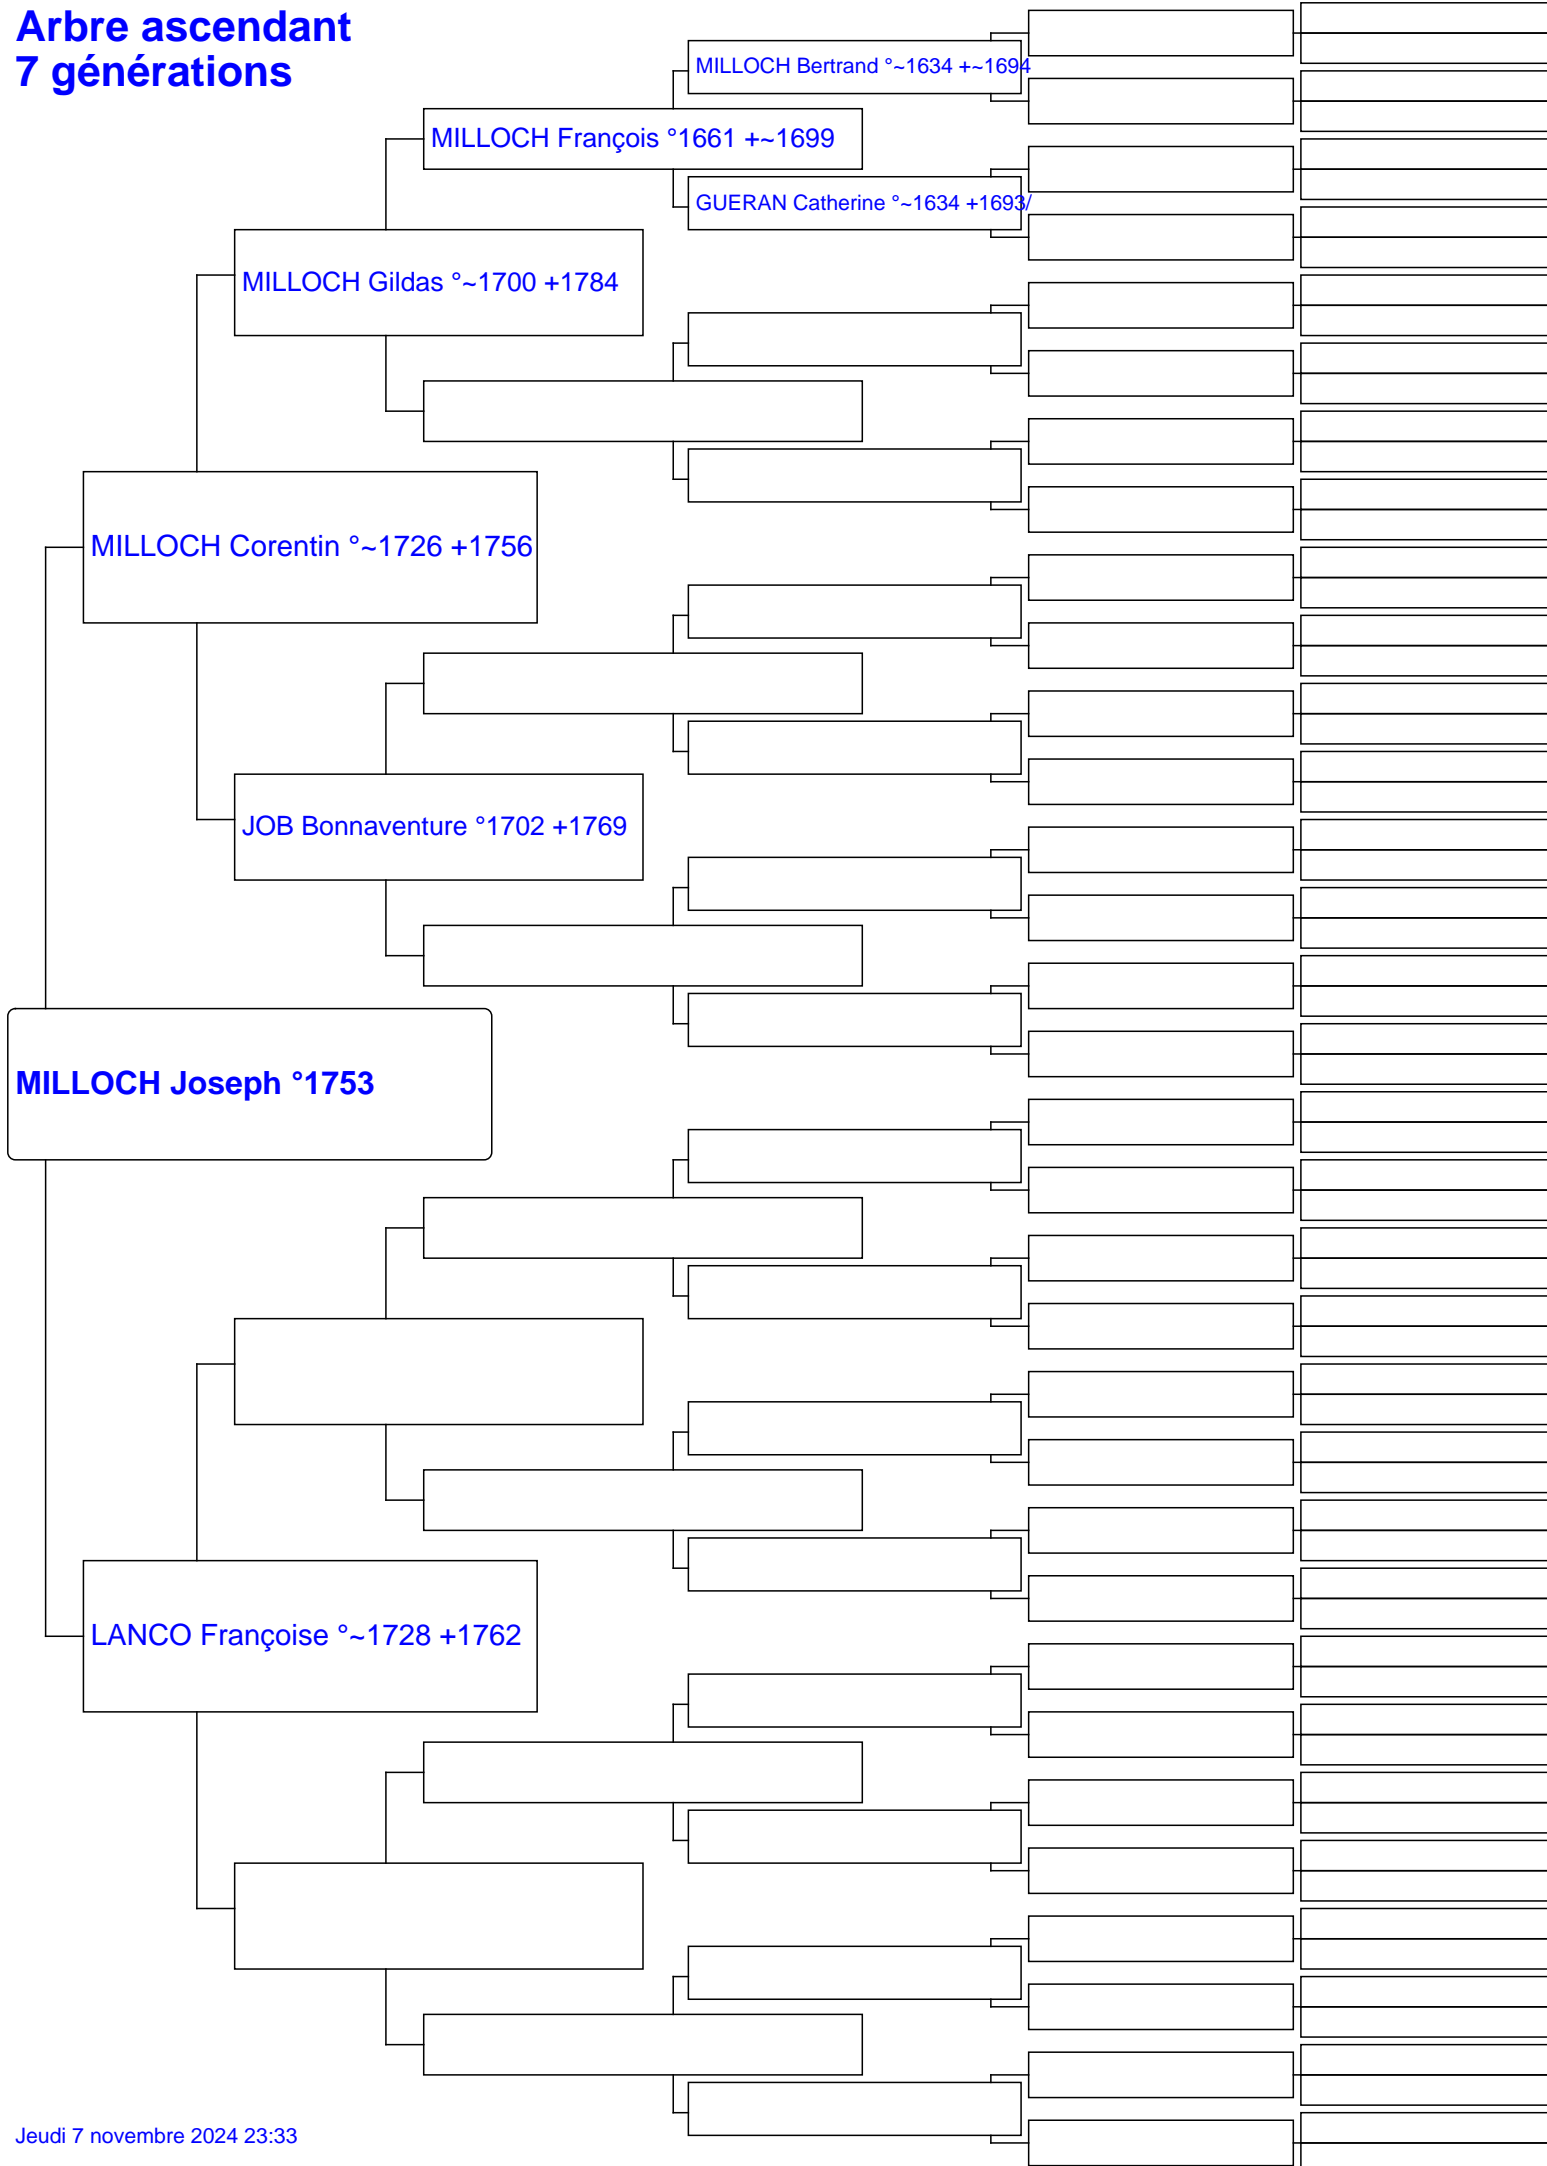 Arbre ascendant
7 générations
MILLOCH Bertrand °~1634 +~1694
MILLOCH François °1661 +~1699
GUERAN Catherine °~1634 +1693/
MILLOCH Gildas °~1700 +1784
MILLOCH Corentin °~1726 +1756
JOB Bonnaventure °1702 +1769
MILLOCH Joseph °1753
LANCO Françoise °~1728 +1762
Jeudi 7 novembre 2024 23:33